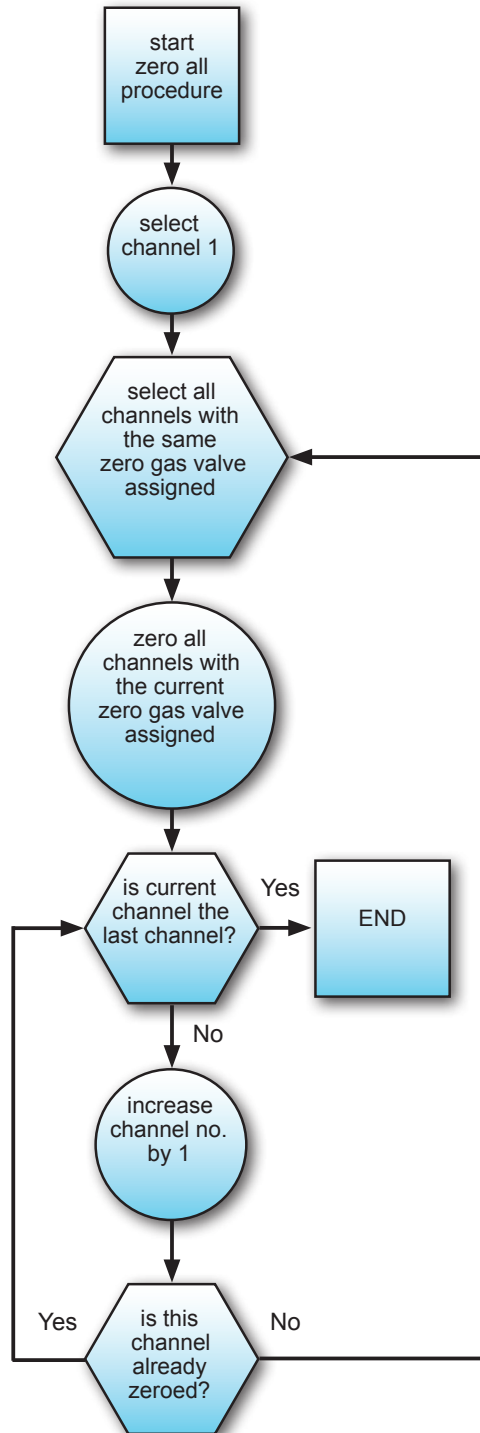 start
zero all
procedure
select
channel 1
select all
channels with
the same
zero gas valve
assigned
zero all
channels with
the current
zero gas valve
assigned
is current
channel the
last channel?
Yes
END
No
increase
channel no.
by 1
Yes
is this
channel
already
zeroed?
No